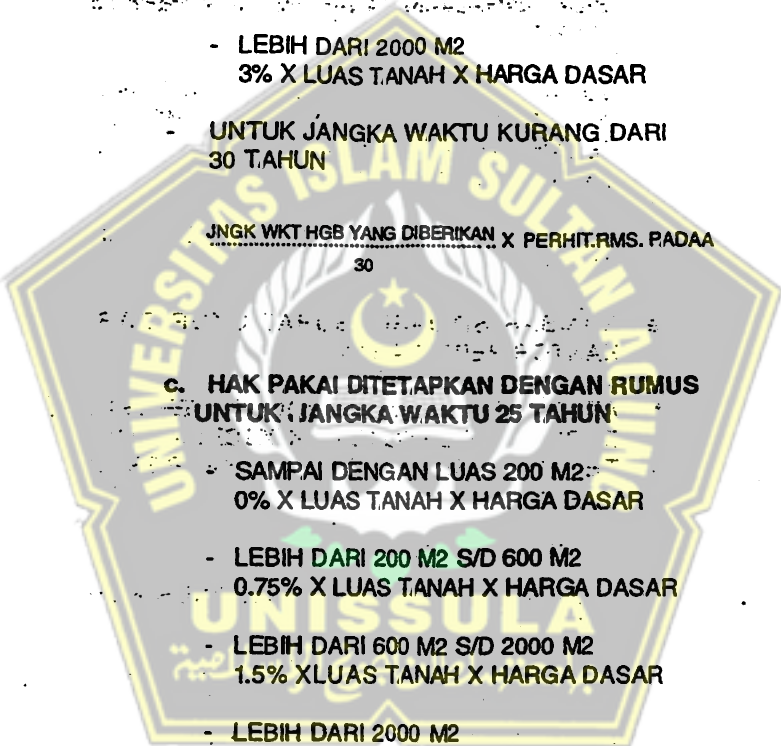 - LEBIH DARI 2000 M2
3% X LUAS TANAH X HARGA DASAR
- UNTUK JANGKA WAKTU KURANG DARI
30 TAHUN
JNGK WKT HGB YANG DIBERIKAN X PERHIT.RMS. PADAA
30
c. HAK PAKAI DITETAPKAN DENGAN RUMUS
UNTUK JANGKA WAKTU 25 TAHUN
- SAMPAI DENGAN LUAS 200 M2
0% X LUAS TANAH X HARGA DASAR
- LEBIH DARI 200 M2 S/D 600 M2
0.75% X LUAS TANAH X HARGA DASAR
- LEBIH DARI 600 M2 S/D 2000 M2
1.5% XLUAS TANAH X HARGA DASAR
- LEBIH DARI 2000 M2
UNIVERSITAS ISLAM SULTAN AGUNG
UNISSULA